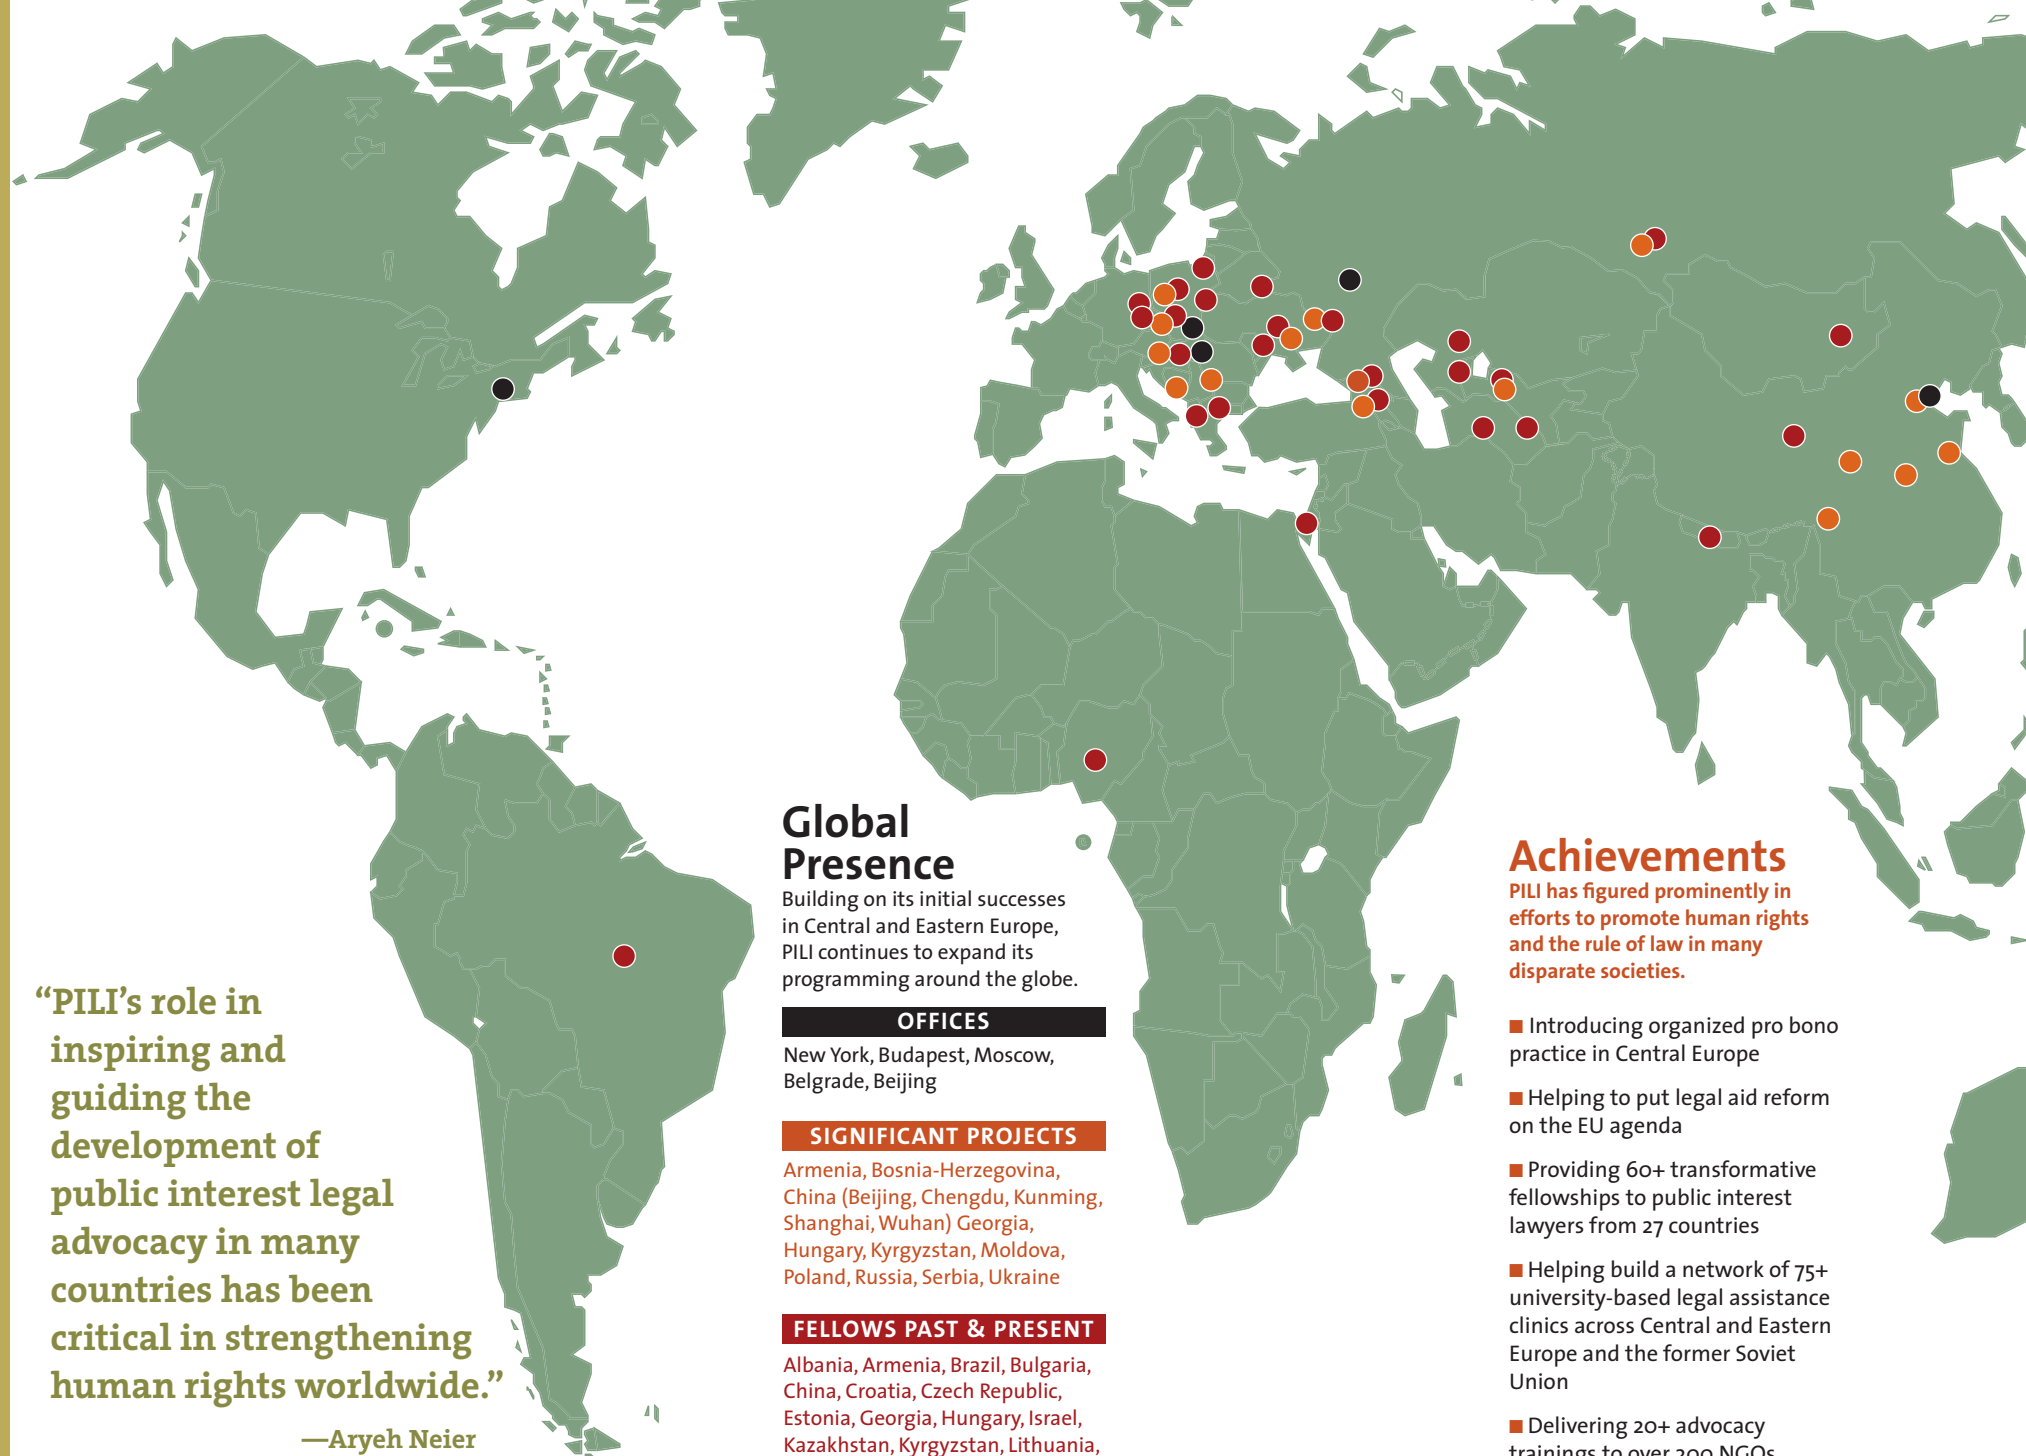 “PILI’s role in
inspiring and
guiding the
development of
public interest legal
advocacy in many
countries has been
critical in strengthening
human rights worldwide.”
—Aryeh Neier
Global
Presence
Building on its initial successes
in Central and Eastern Europe,
PILI continues to expand its
programming around the globe.
OFFICES
New York, Budapest, Moscow,
Belgrade, Beijing
SIGNIFICANT PROJECTS
Armenia, Bosnia-Herzegovina,
China (Beijing, Chengdu, Kunming,
Shanghai, Wuhan) Georgia,
Hungary, Kyrgyzstan, Moldova,
Poland, Russia, Serbia, Ukraine
FELLOWS PAST & PRESENT
Albania, Armenia, Brazil, Bulgaria,
China, Croatia, Czech Republic,
Estonia, Georgia, Hungary, Israel,
Kazakhstan, Kyrgyzstan, Lithuania,
Achievements
PILI has figured prominently in
efforts to promote human rights
and the rule of law in many
disparate societies.
■ Introducing organized pro bono
practice in Central Europe
■ Helping to put legal aid reform
on the EU agenda
■ Providing 60+ transformative
fellowships to public interest
lawyers from 27 countries
■ Helping build a network of 75+
university-based legal assistance
clinics across Central and Eastern
Europe and the former Soviet
Union
■ Delivering 20+ advocacy
trainings to over 200 NGOs